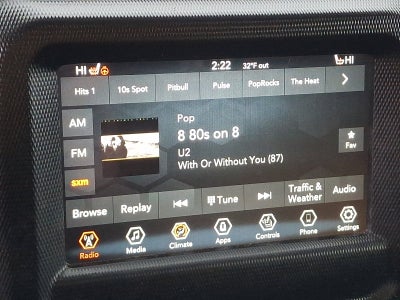 HI 2:22 32°F out HI
Hits 1 10s Spot Pitbull Pulse PopRocks The Heat
AM
FM
sxm
Pop
8 80s on 8
U2
With Or Without You (87)
Fav
Browse Replay Tune Traffic & Weather Audio
Radio Media Climate Apps Controls Phone Settings